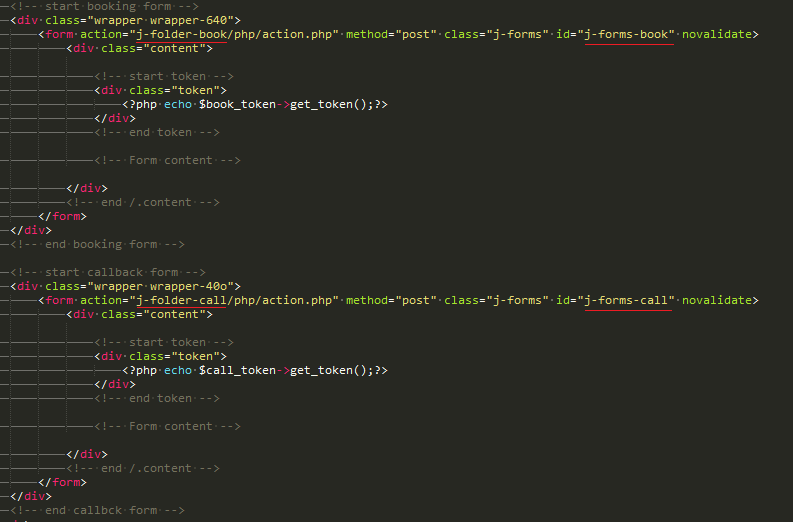 <!-- start booking form -->
<div class="wrapper wrapper-640">
<form action="j-folder-book/php/action.php" method="post" class="j-forms" id="j-forms-book" novalidate>
<div class="content">
<!-- start token -->
<div class="token">
<?php echo $book_token->get_token();?>
</div>
<!-- end token -->
<!-- Form content -->
</div>
<!-- end /.content -->
</form>
</div>
<!-- end booking form -->
<!-- start callback form -->
<div class="wrapper wrapper-40o">
<form action="j-folder-call/php/action.php" method="post" class="j-forms" id="j-forms-call" novalidate>
<div class="content">
<!-- start token -->
<div class="token">
<?php echo $call_token->get_token();?>
</div>
<!-- end token -->
<!-- Form content -->
</div>
<!-- end /.content -->
</form>
</div>
<!-- end callbck form -->